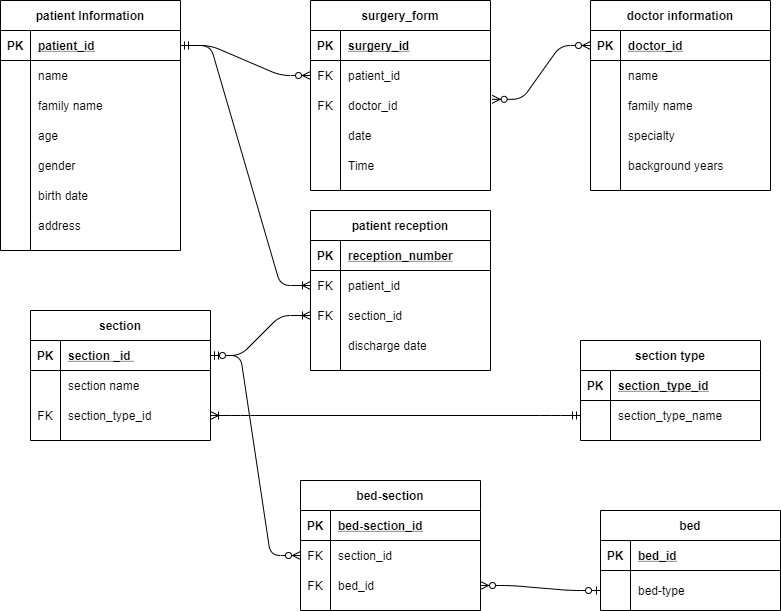 patient Information
PK patient_id
name
family name
age
gender
birth date
address
surgery_form
PK surgery_id
FK patient_id
FK doctor_id
date
Time
doctor information
PK doctor_id
name
family name
specialty
background years
patient reception
PK reception_number
FK patient_id
FK section_id
discharge date
section
PK section _id
section name
FK section_type_id
section type
PK section_type_id
section_type_name
bed-section
PK bed-section_id
FK section_id
FK bed_id
bed
PK bed_id
bed-type